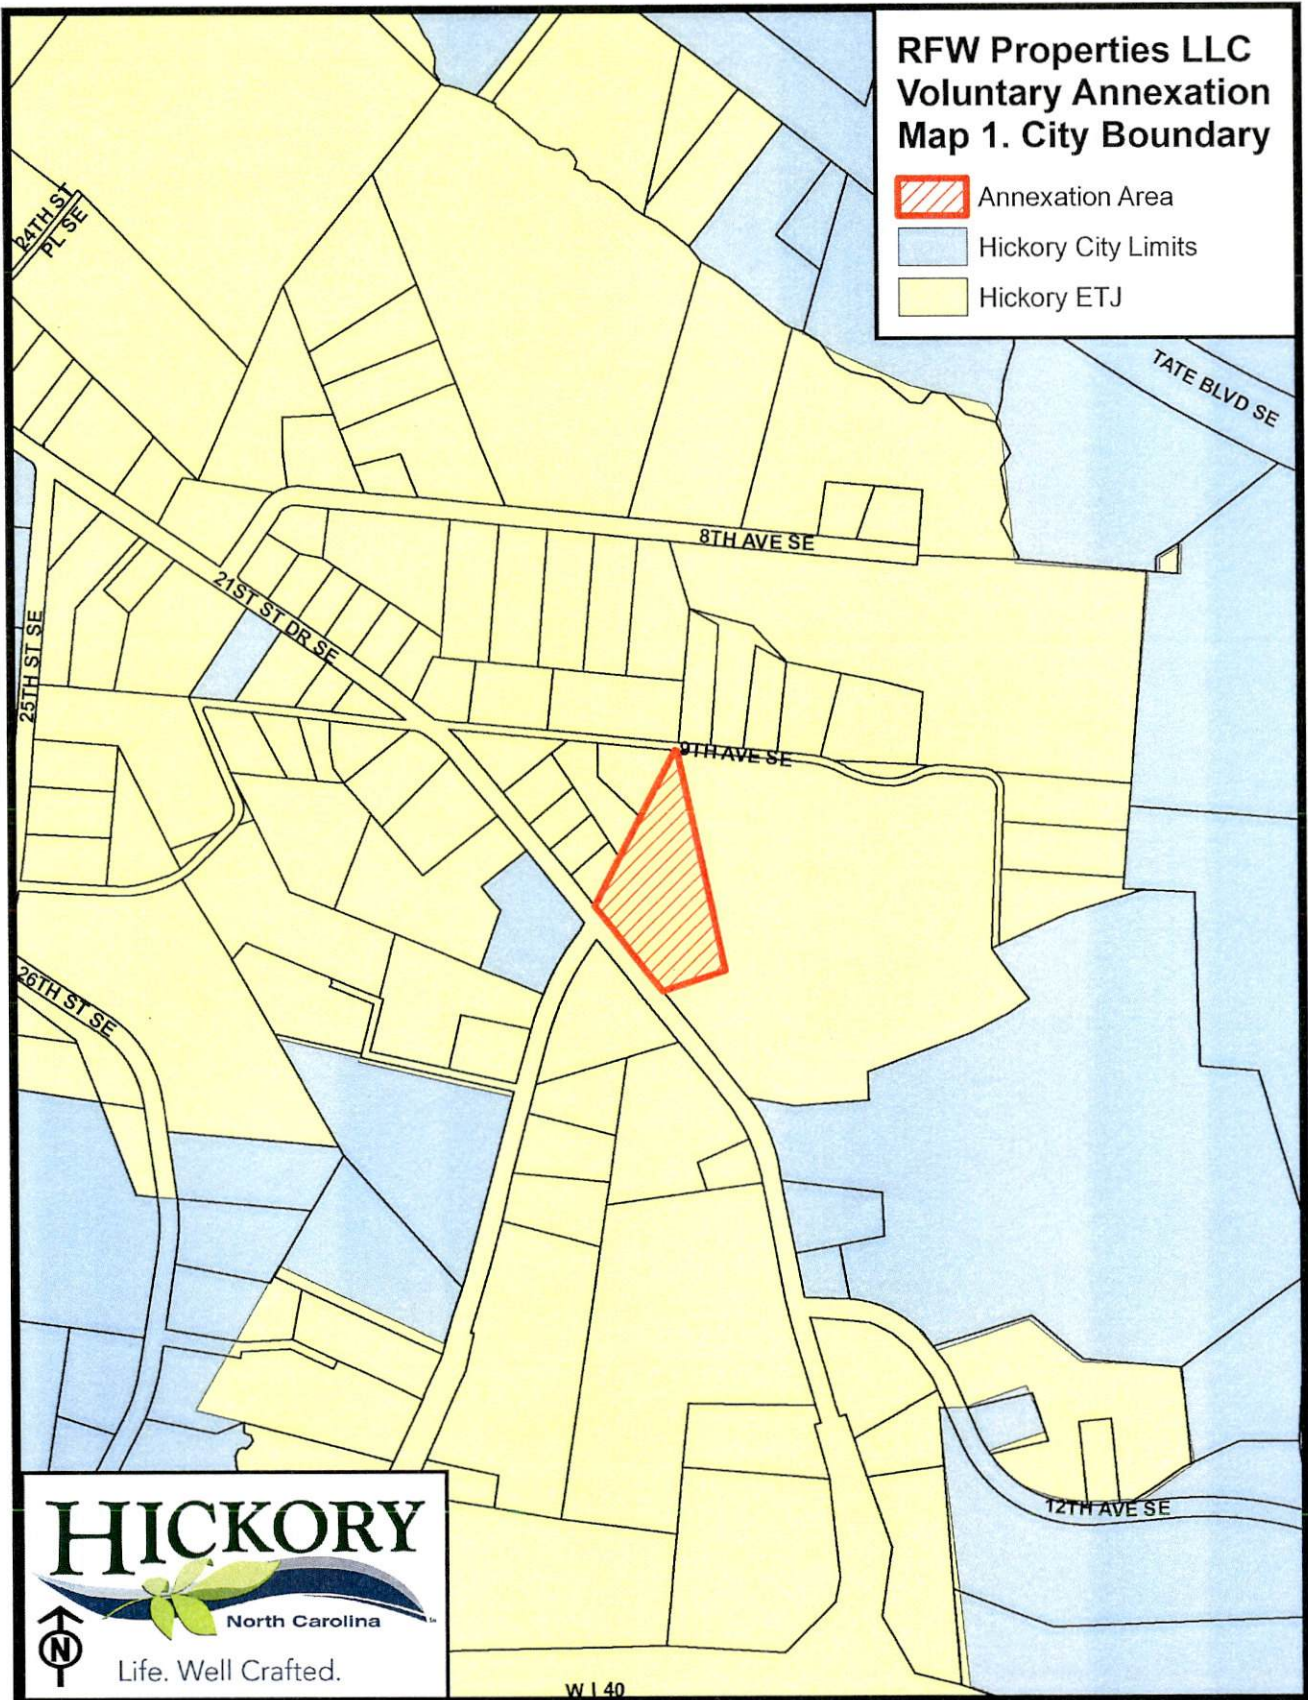 RFW Properties LLC
Voluntary Annexation
Map 1. City Boundary
Annexation Area
Hickory City Limits
Hickory ETJ
24TH ST
PL SE
TATE BLVD SE
8TH AVE SE
21ST ST DR SE
25TH ST SE
9TH AVE SE
26TH ST SE
12TH AVE SE
HICKORY
North Carolina
N
Life. Well Crafted.
W I 40